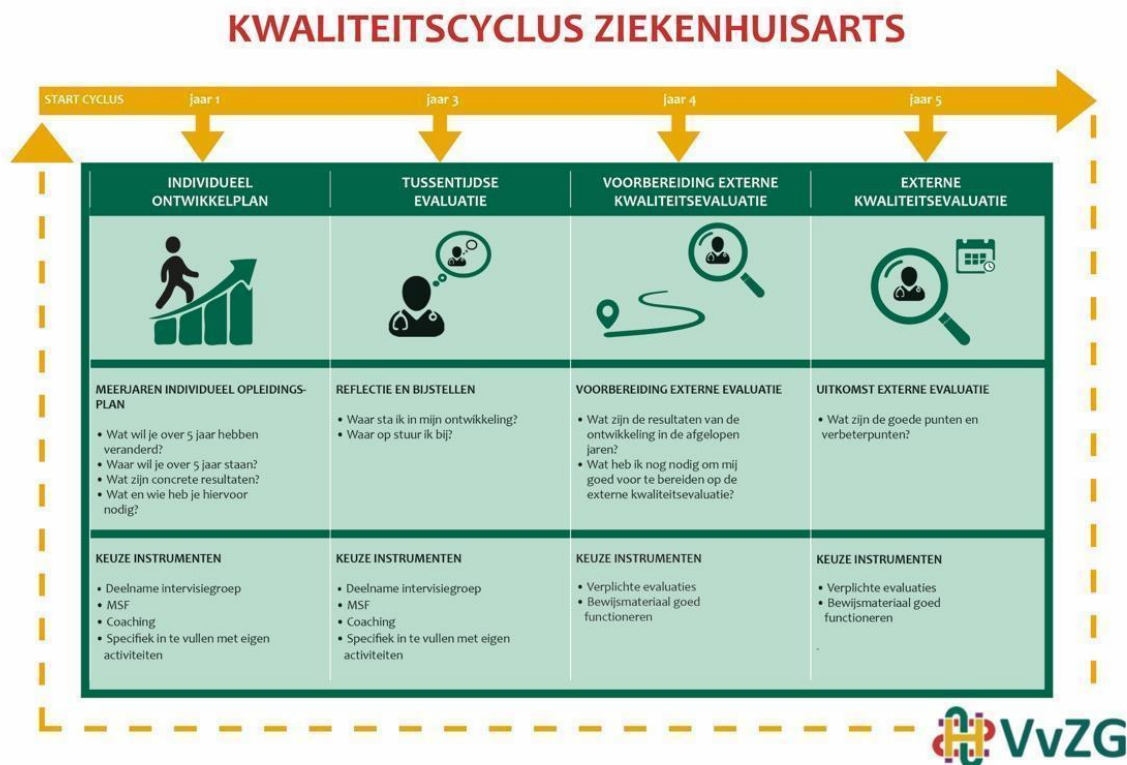 KWALITEITSCYCLUS ZIEKENHUISARTS
START CYCLUS
jaar 1
jaar 3
jaar 4
jaar 5
INDIVIDUEEL
ONTWIKKELPLAN
TUSSENTIJDSE
EVALUATIE
VOORBEREIDING EXTERNE
KWALITEITSEVALUATIE
EXTERNE
KWALITEITSEVALUATIE
MEERJAREN INDIVIDUEEL OPLEIDINGS-
PLAN
• Wat wil je over 5 jaar hebben
veranderd?
• Waar wil je over 5 jaar staan?
• Wat zijn concrete resultaten?
• Wat en wie heb je hiervoor
nodig?
REFLECTIE EN BIJSTELLEN
• Waar sta ik in mijn ontwikkeling?
• Waar op stuur ik bij?
VOORBEREIDING EXTERNE EVALUATIE
• Wat zijn de resultaten van de
ontwikkeling in de afgelopen
jaren?
• Wat heb ik nog nodig om mij
goed voor te bereiden op de
externe kwaliteitsevaluatie?
UITKOMST EXTERNE EVALUATIE
• Wat zijn de goede punten en
verbeterpunten?
KEUZE INSTRUMENTEN
• Deelname intervisiegroep
• MSF
• Coaching
• Specifiek in te vullen met eigen
activiteiten
KEUZE INSTRUMENTEN
• Deelname intervisiegroep
• MSF
• Coaching
• Specifiek in te vullen met eigen
activiteiten
KEUZE INSTRUMENTEN
• Verplichte evaluaties
• Bewijsmateriaal goed
functioneren
KEUZE INSTRUMENTEN
• Verplichte evaluaties
• Bewijsmateriaal goed
functioneren
.
VvZG